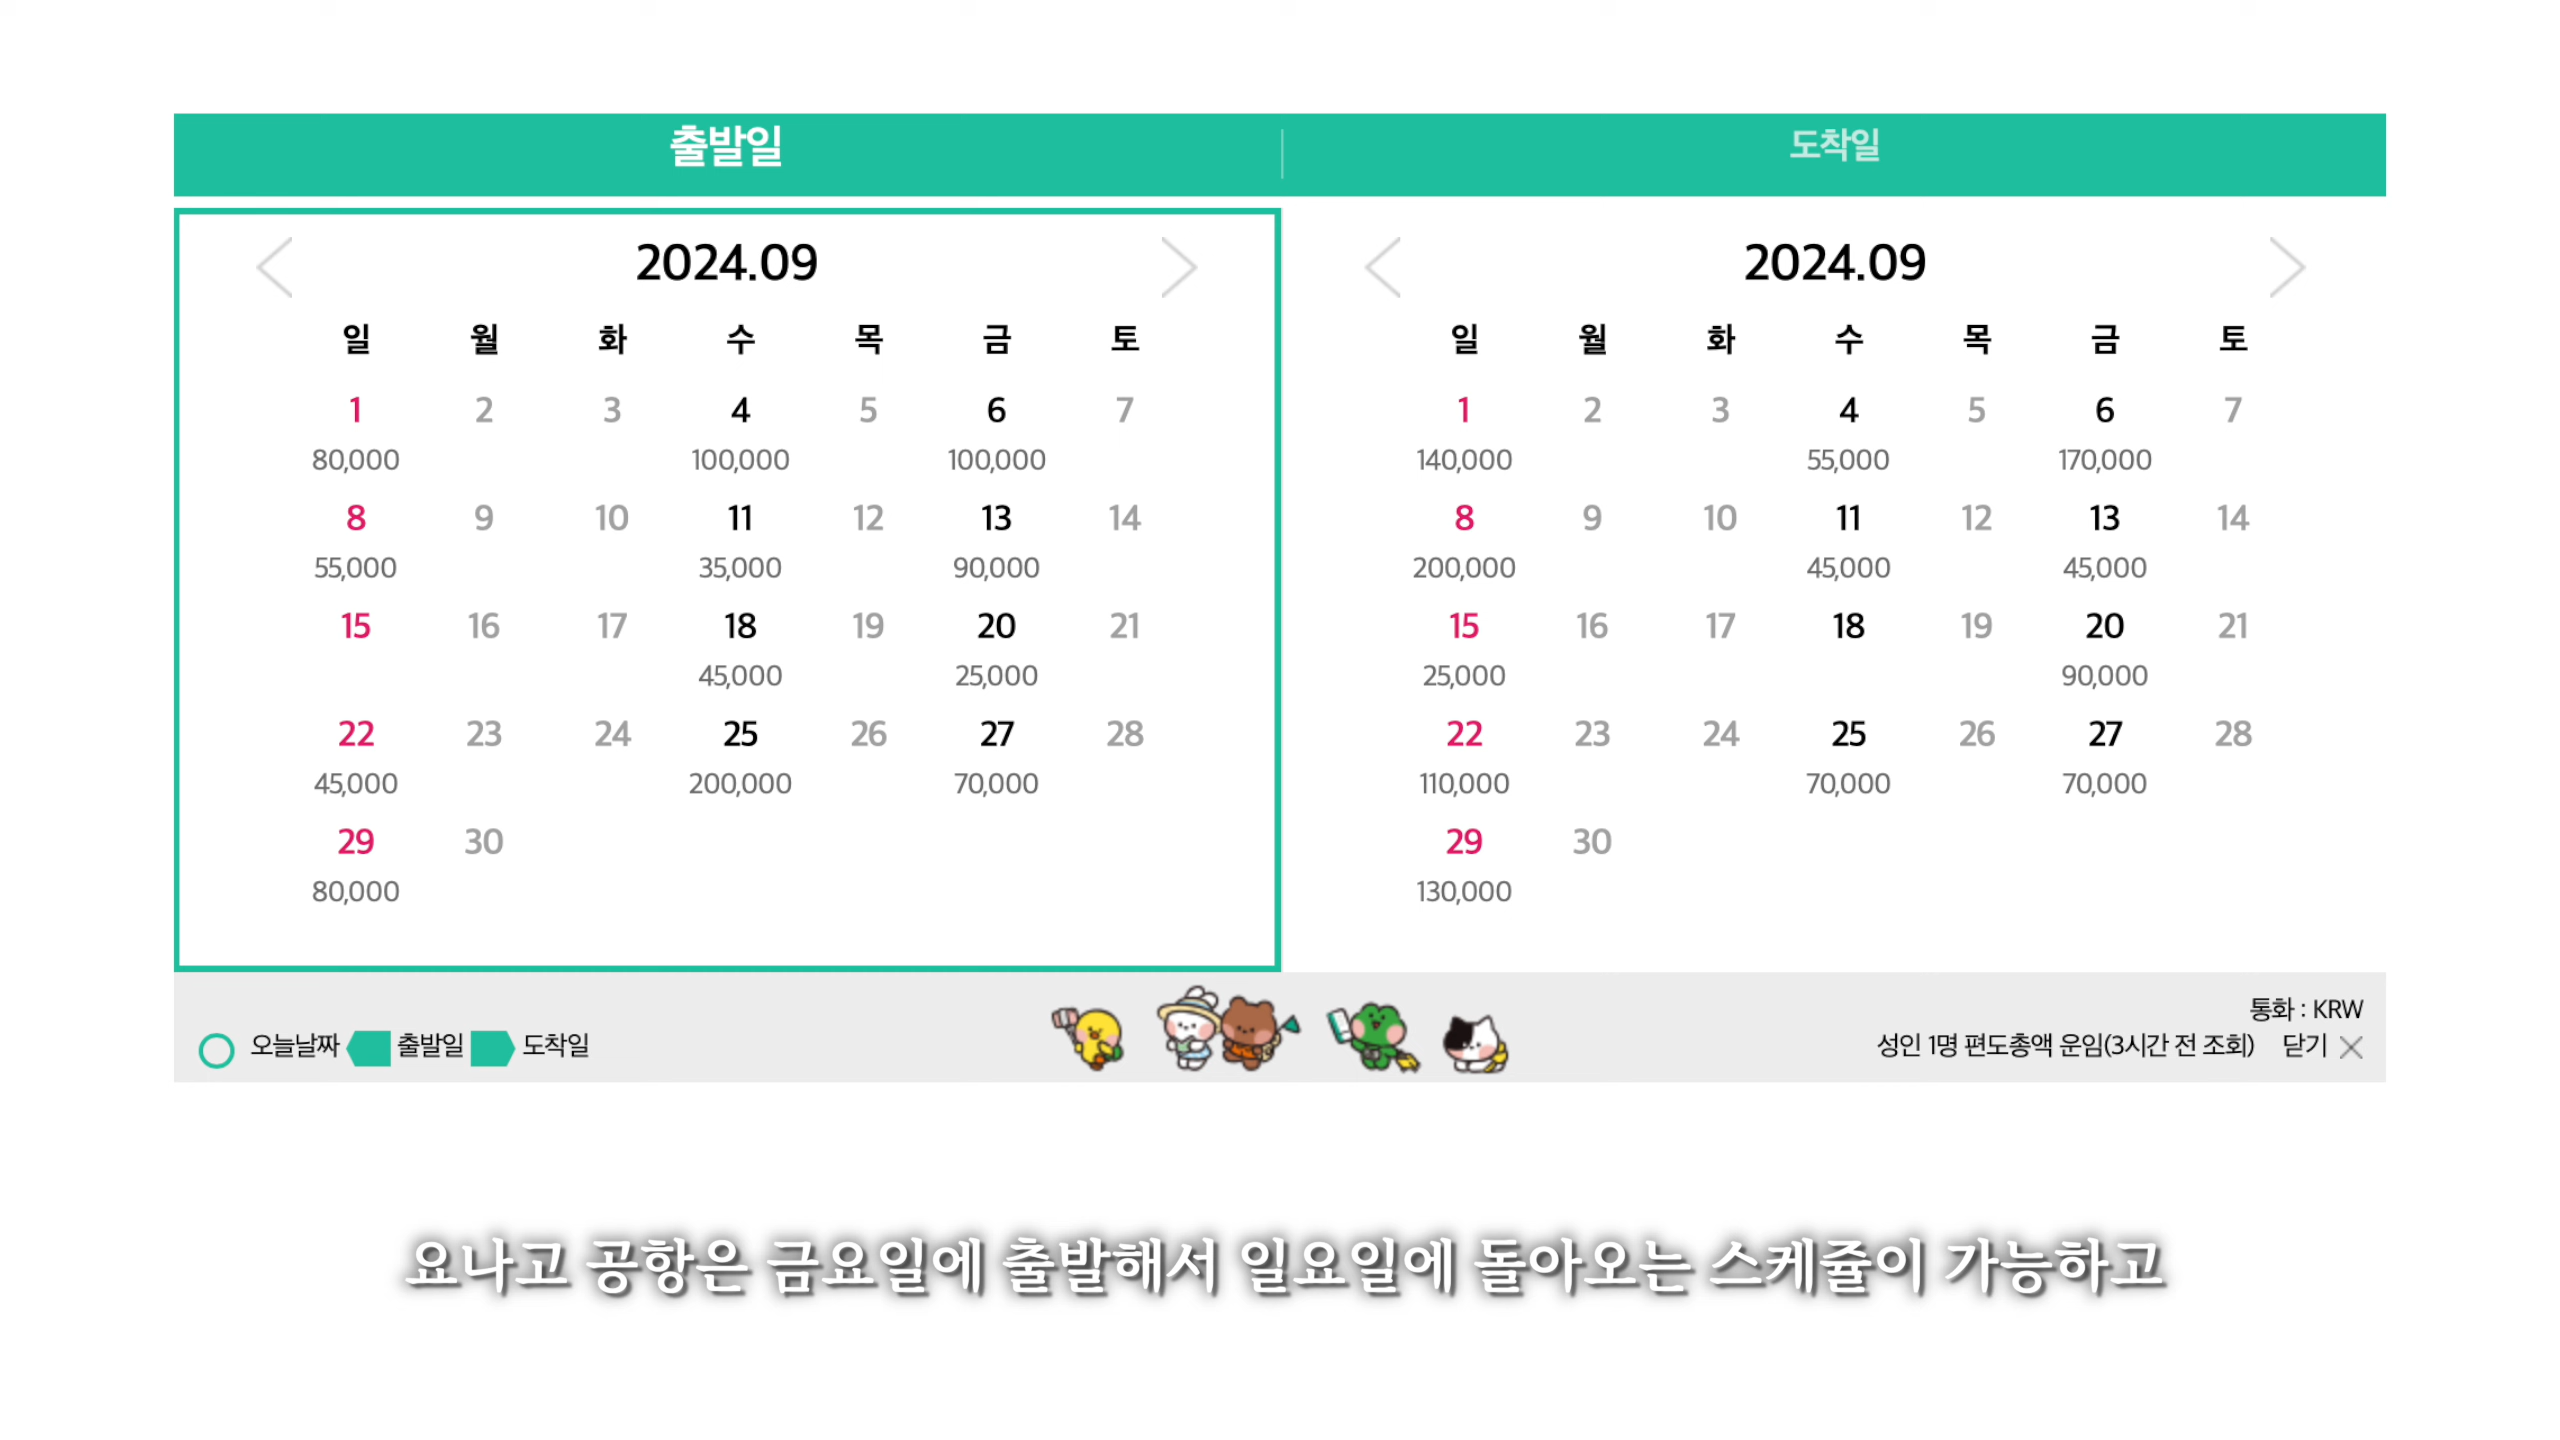 출발일
도착일
2024.09
일 월 화 수 목 금 토
1 2 3 4 5 6 7
80,000 100,000 100,000
8 9 10 11 12 13 14
55,000 35,000 90,000
15 16 17 18 19 20 21
45,000 25,000
22 23 24 25 26 27 28
45,000 200,000 70,000
29 30
80,000
2024.09
일 월 화 수 목 금 토
1 2 3 4 5 6 7
140,000 55,000 170,000
8 9 10 11 12 13 14
200,000 45,000 45,000
15 16 17 18 19 20 21
25,000 90,000
22 23 24 25 26 27 28
110,000 70,000 70,000
29 30
130,000
오늘날짜 출발일 도착일
통화 : KRW
성인 1명 편도총액 운임(3시간 전 조회) 닫기
요나고 공항은 금요일에 출발해서 일요일에 돌아오는 스케쥴이 가능하고